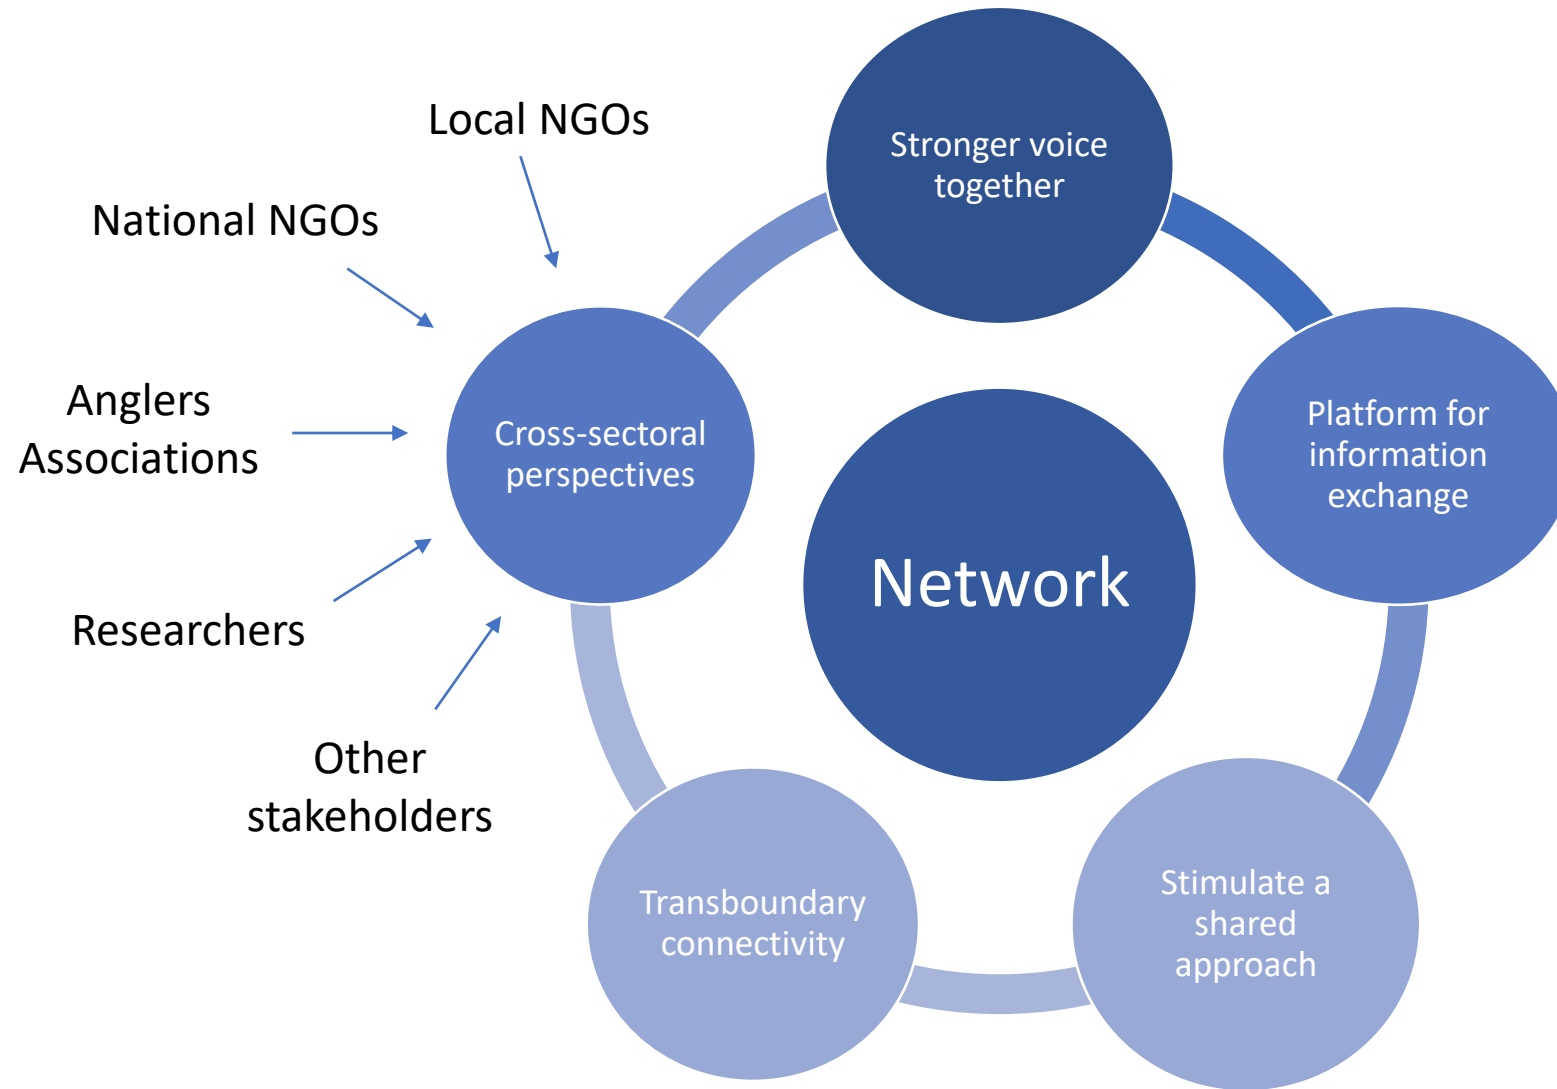 Local NGOs
National NGOs
Anglers
Associations
Researchers
Other
stakeholders
Stronger voice
together
Cross-sectoral
perspectives
Platform for
information
exchange
Network
Transboundary
connectivity
Stimulate a
shared
approach